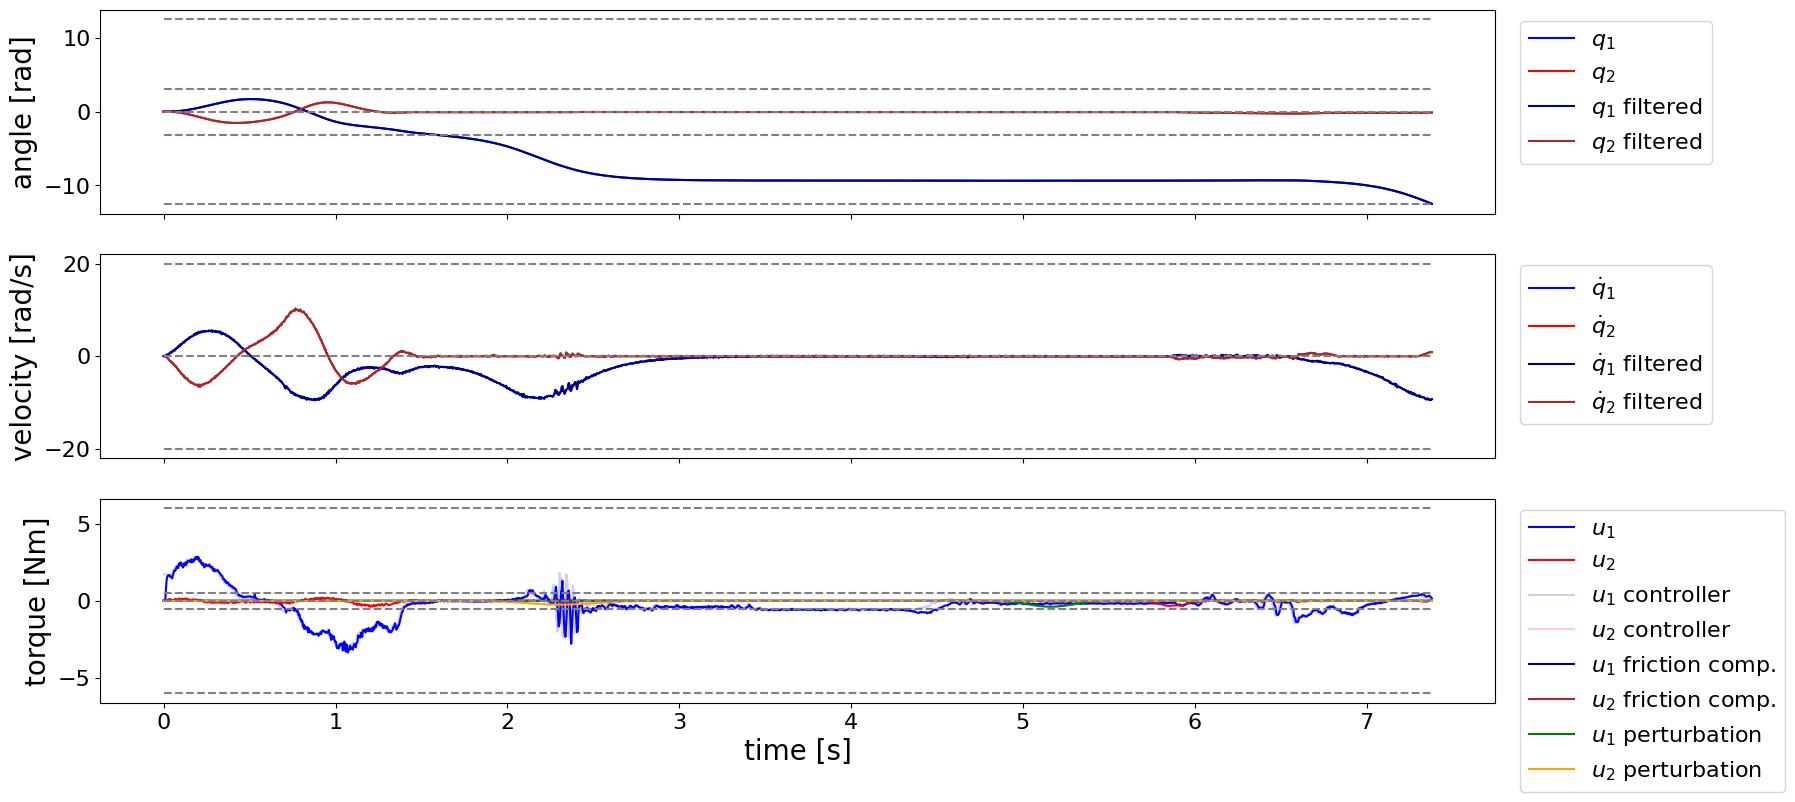 angle [rad]
10
0
−10
q₁
q₂
q₁ filtered
q₂ filtered
velocity [rad/s]
20
0
−20
q̇₁
q̇₂
q̇₁ filtered
q̇₂ filtered
torque [Nm]
5
0
−5
0 1 2 3 4 5 6 7
time [s]
u₁
u₂
u₁ controller
u₂ controller
u₁ friction comp.
u₂ friction comp.
u₁ perturbation
u₂ perturbation